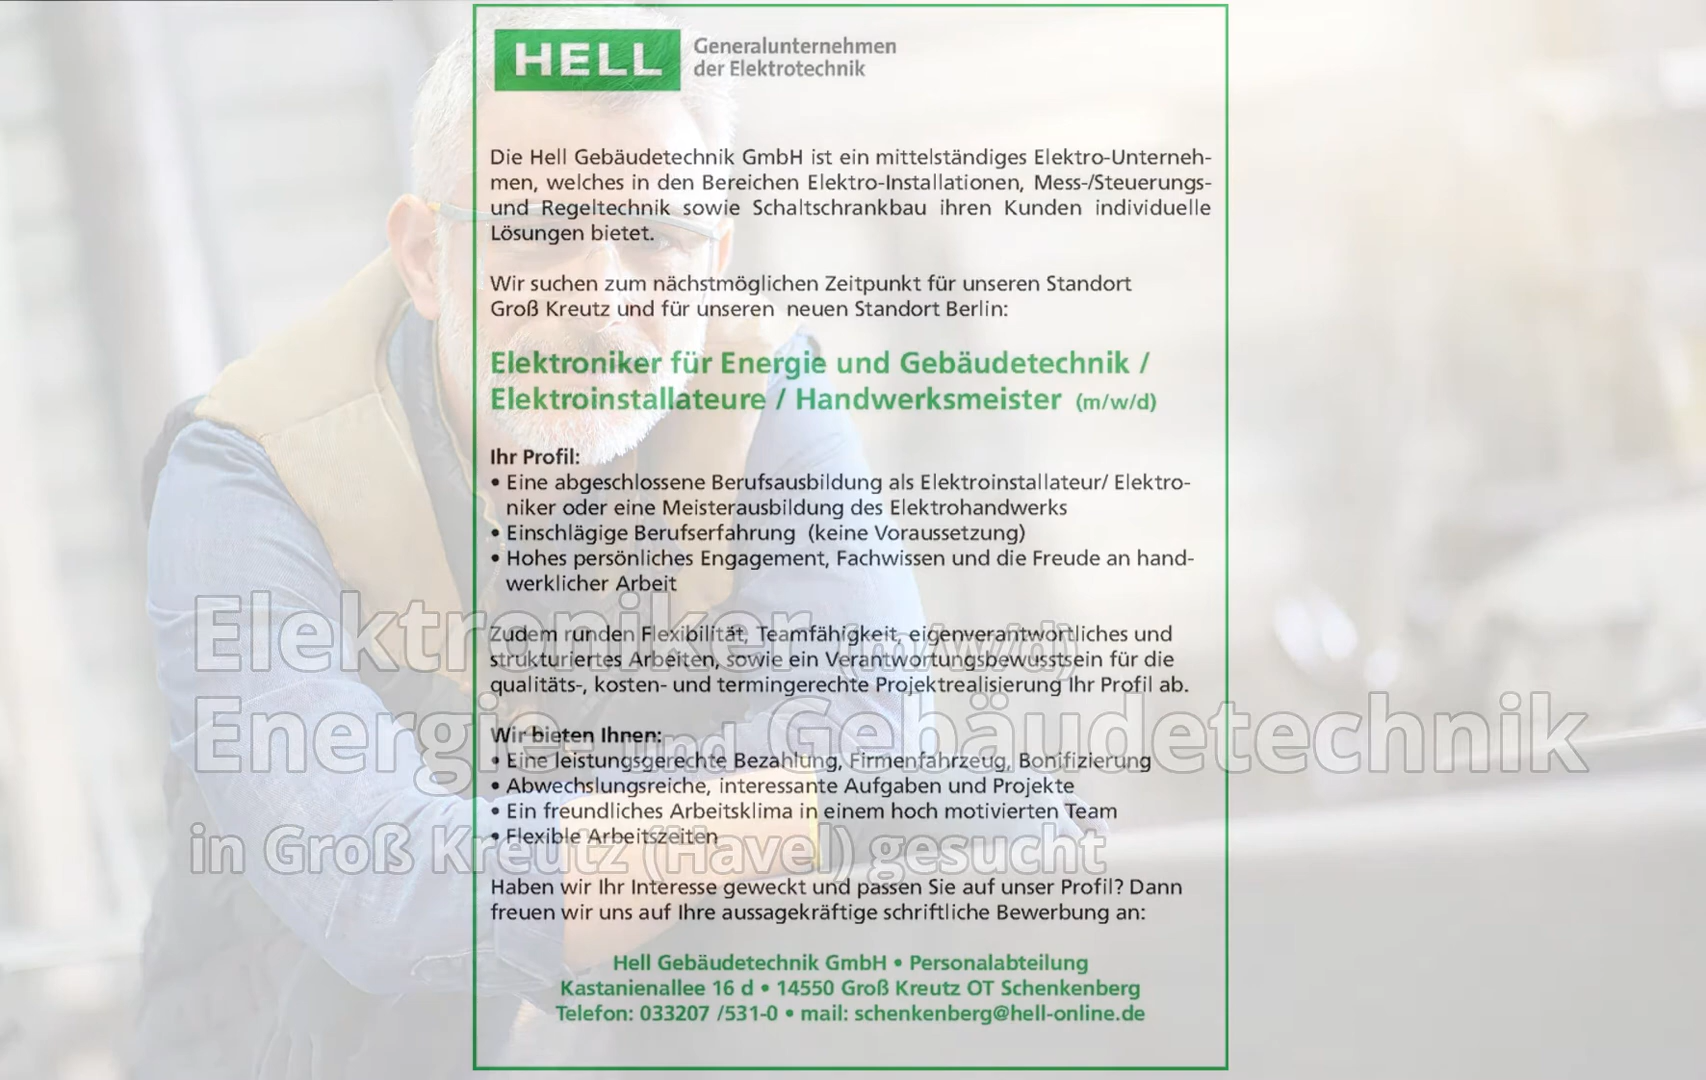 HELL
Generalunternehmen
der Elektrotechnik
Die Hell Gebäudetechnik GmbH ist ein mittelständiges Elektro-Unterneh-
men, welches in den Bereichen Elektro-Installationen, Mess-/Steuerungs-
und Regeltechnik sowie Schaltschrankbau ihren Kunden individuelle
Lösungen bietet.
Wir suchen zum nächstmöglichen Zeitpunkt für unseren Standort
Groß Kreutz und für unseren neuen Standort Berlin:
Elektroniker für Energie und Gebäudetechnik /
Elektroinstallateure / Handwerksmeister (m/w/d)
Ihr Profil:
• Eine abgeschlossene Berufsausbildung als Elektroinstallateur/ Elektro-
niker oder eine Meisterausbildung des Elektrohandwerks
• Einschlägige Berufserfahrung (keine Voraussetzung)
• Hohes persönliches Engagement, Fachwissen und die Freude an hand-
werklicher Arbeit
Zudem runden Flexibilität, Teamfähigkeit, eigenverantwortliches und
strukturiertes Arbeiten, sowie ein Verantwortungsbewusstsein für die
qualitäts-, kosten- und termingerechte Projektrealisierung Ihr Profil ab.
Wir bieten Ihnen:
• Eine leistungsgerechte Bezahlung, Firmenfahrzeug, Bonifizierung
• Abwechslungsreiche, interessante Aufgaben und Projekte
• Ein freundliches Arbeitsklima in einem hoch motivierten Team
• Flexible Arbeitszeiten
Haben wir Ihr Interesse geweckt und passen Sie auf unser Profil? Dann
freuen wir uns auf Ihre aussagekräftige schriftliche Bewerbung an:
Hell Gebäudetechnik GmbH • Personalabteilung
Kastanienallee 16 d • 14550 Groß Kreutz OT Schenkenberg
Telefon: 033207 /531-0 • mail: schenkenberg@hell-online.de
Elektroniker (m/w/d)
Energie- und Gebäudetechnik
in Groß Kreutz (Havel) gesucht